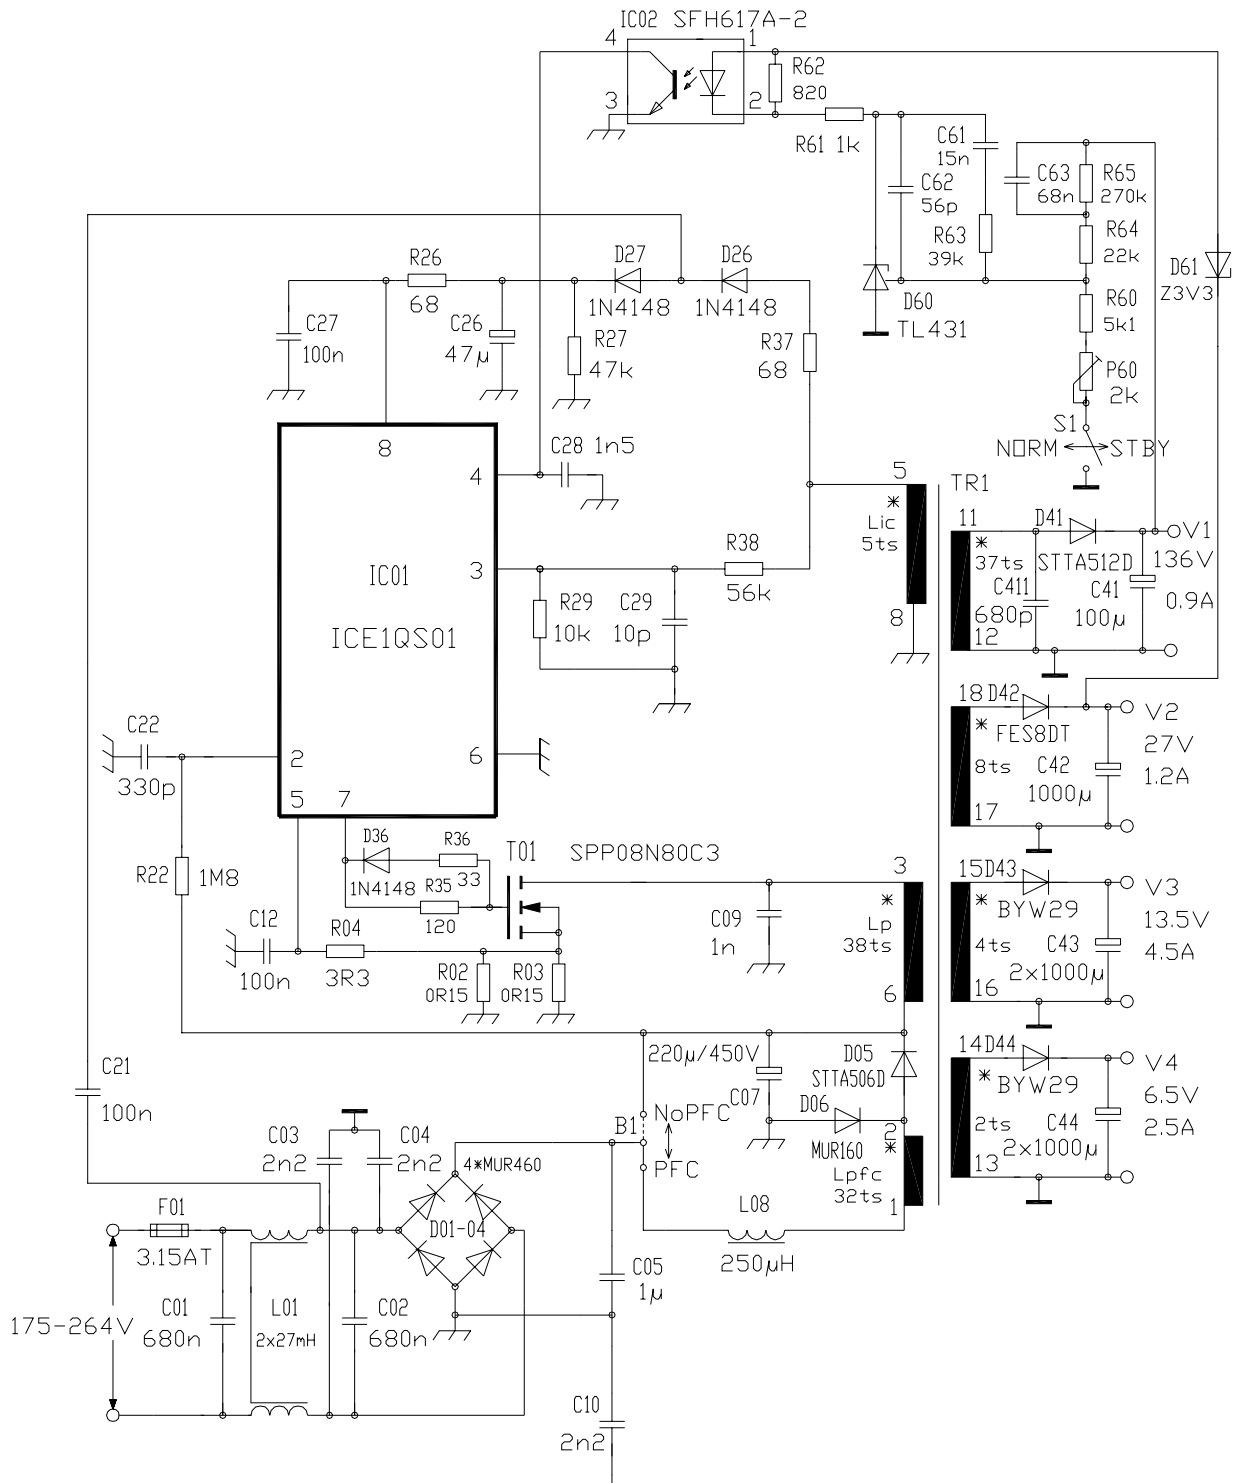 IC02 SFH617A-2
4
1
3
2
R62
820
R61 1k
C61
15n
C62
56p
C63
68n
R65
270k
R63
39k
R64
22k
D61
Z3V3
R26
68
D27
1N4148
D26
1N4148
D60
TL431
R60
5k1
C27
100n
C26
47µ
R27
47k
R37
68
P60
2k
S1
NORM
STBY
8
4
C28 1n5
5
TR1
*
Lic
5ts
8
11
*
37ts
D41
STTA512D
V1
136V
0.9A
C411
680p
C41
100µ
12
IC01
ICE1QS01
3
R38
56k
R29
10k
C29
10p
C22
330p
2
6
5
7
18 D42
*
FES8DT
8ts
C42
1000µ
17
V2
27V
1.2A
D36
1N4148
R36
33
R35
120
T01
SPP08N80C3
3
*
Lp
38ts
6
15 D43
*
BYW29
4ts
C43
2x1000µ
16
V3
13.5V
4.5A
R22
1M8
C12
100n
R04
3R3
R02
0R15
R03
0R15
C09
1n
220µ/450V
C07
D05
STTA506D
D06
MUR160
14 D44
*
BYW29
2ts
C44
2x1000µ
13
V4
6.5V
2.5A
C21
100n
B1
NoPFC
PFC
2
*
Lpfc
32ts
1
C03
2n2
C04
2n2
4*MUR460
D01-04
F01
3.15AT
L08
250µH
C05
1µ
175-264V
C01
680n
L01
2x27mH
C02
680n
C10
2n2